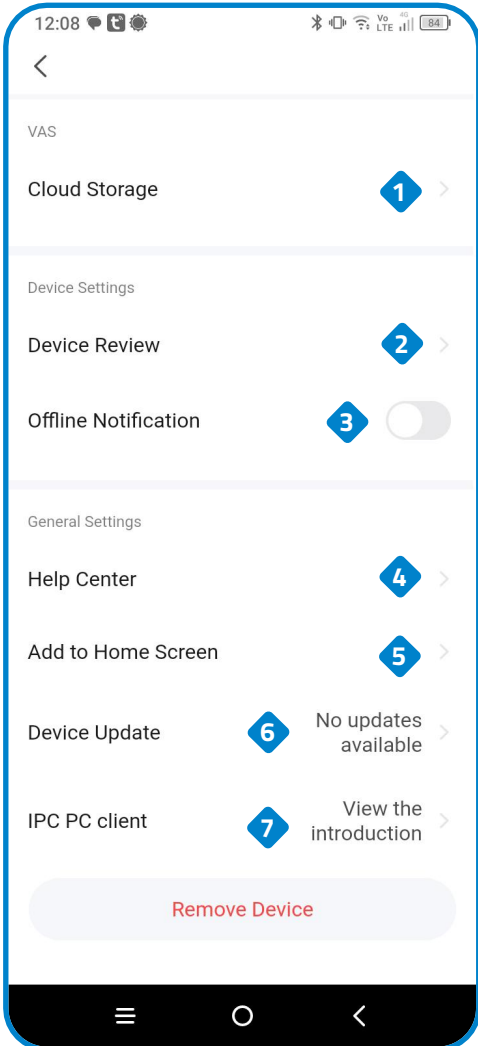 12:08
Vo LTE 4G 84
VAS
Cloud Storage
1
Device Settings
Device Review
2
Offline Notification
3
General Settings
Help Center
4
Add to Home Screen
5
Device Update
6
No updates
available
IPC PC client
7
View the
introduction
Remove Device